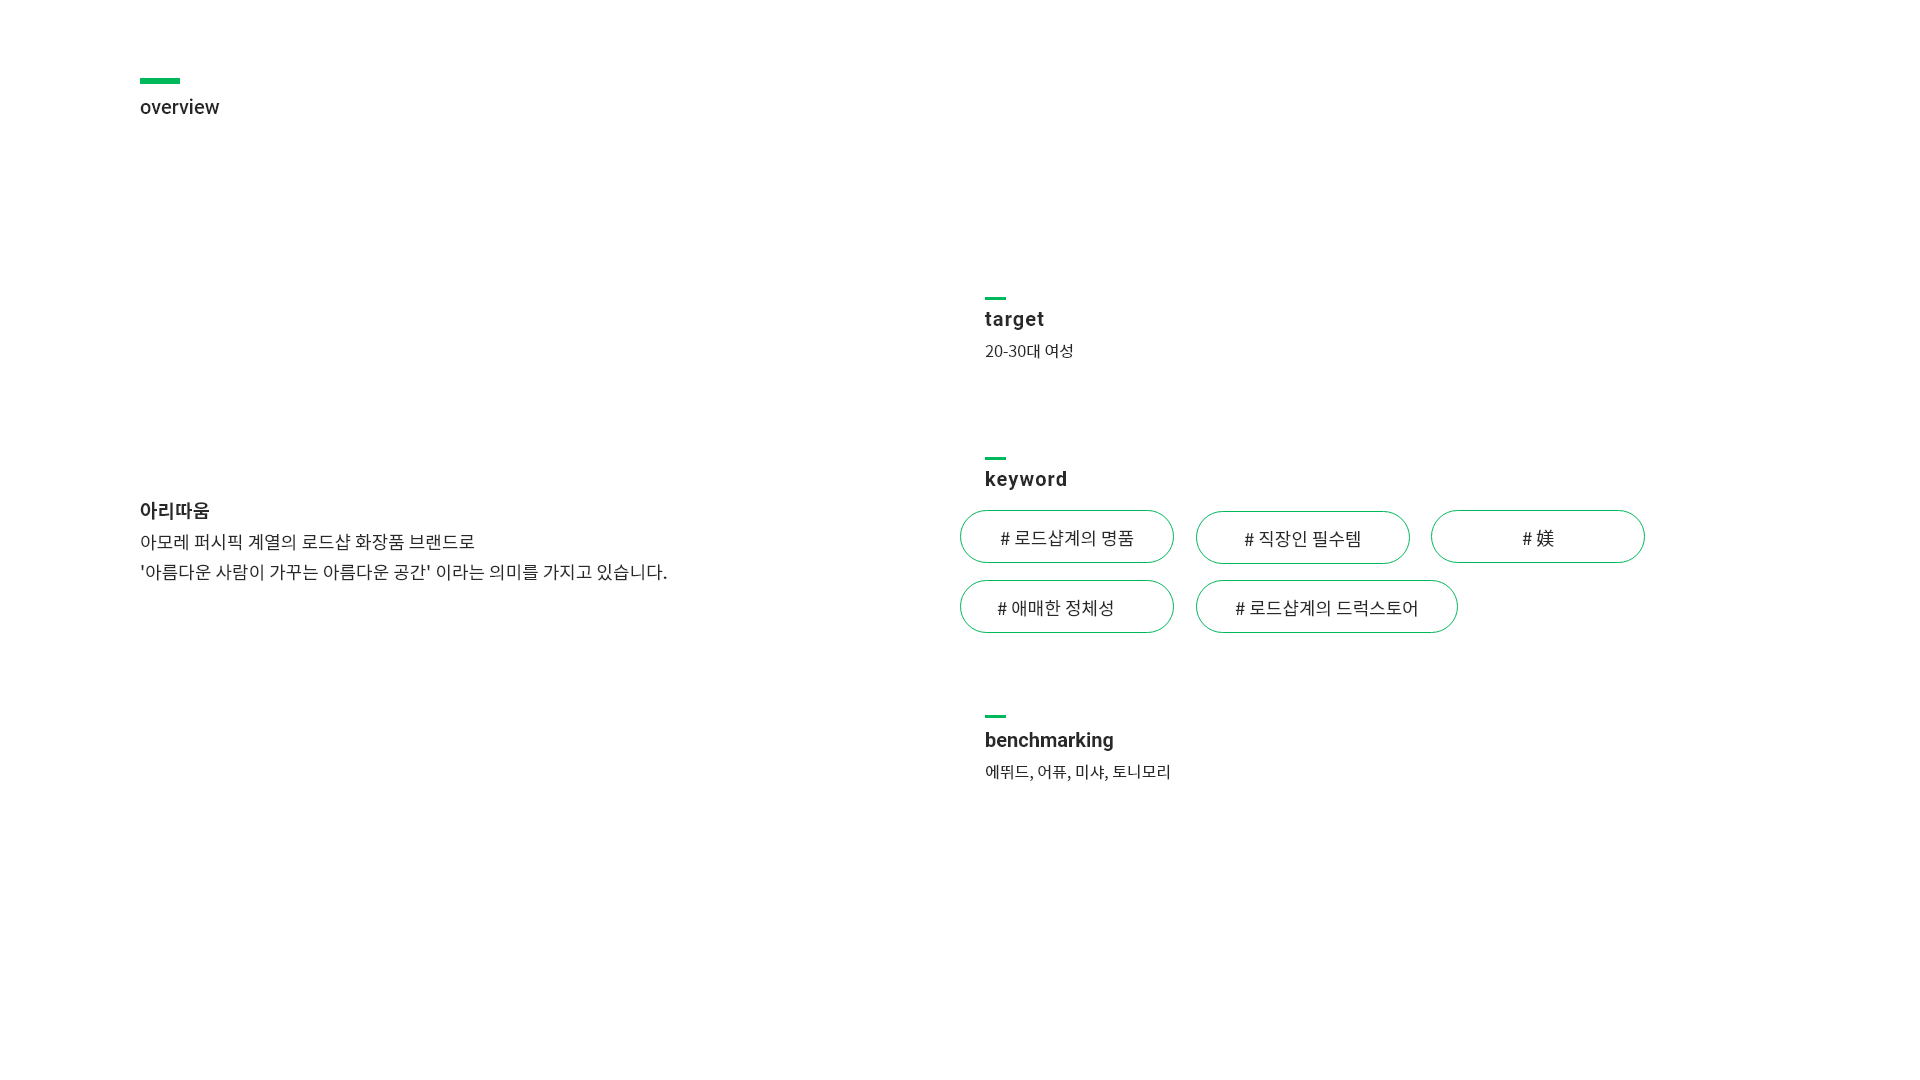 overview
아리따움
아모레 퍼시픽 계열의 로드샵 화장품 브랜드로
'아름다운 사람이 가꾸는 아름다운 공간' 이라는 의미를 가지고 있습니다.
target
20-30대 여성
keyword
# 로드샵계의 명품
# 직장인 필수템
# 媄
# 애매한 정체성
# 로드샵계의 드럭스토어
benchmarking
에뛰드, 어퓨, 미샤, 토니모리